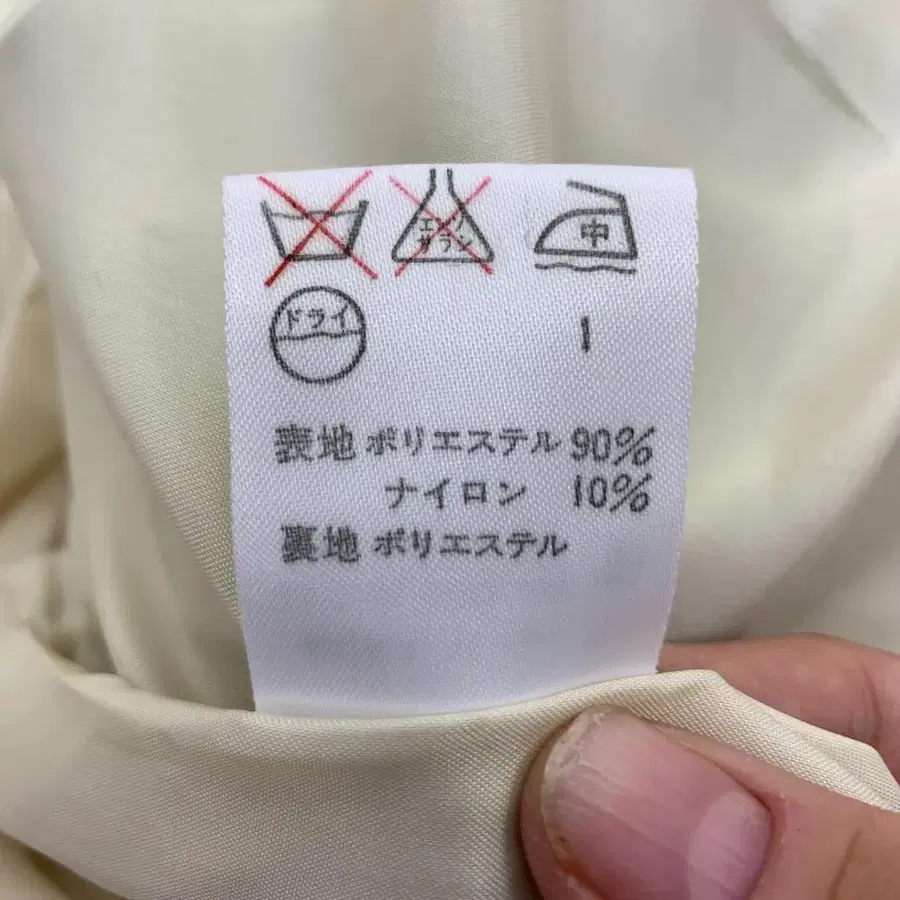 エンソ
サラン
中
ドライ
1
表地 ポリエステル 90%
ナイロン 10%
裏地 ポリエステル